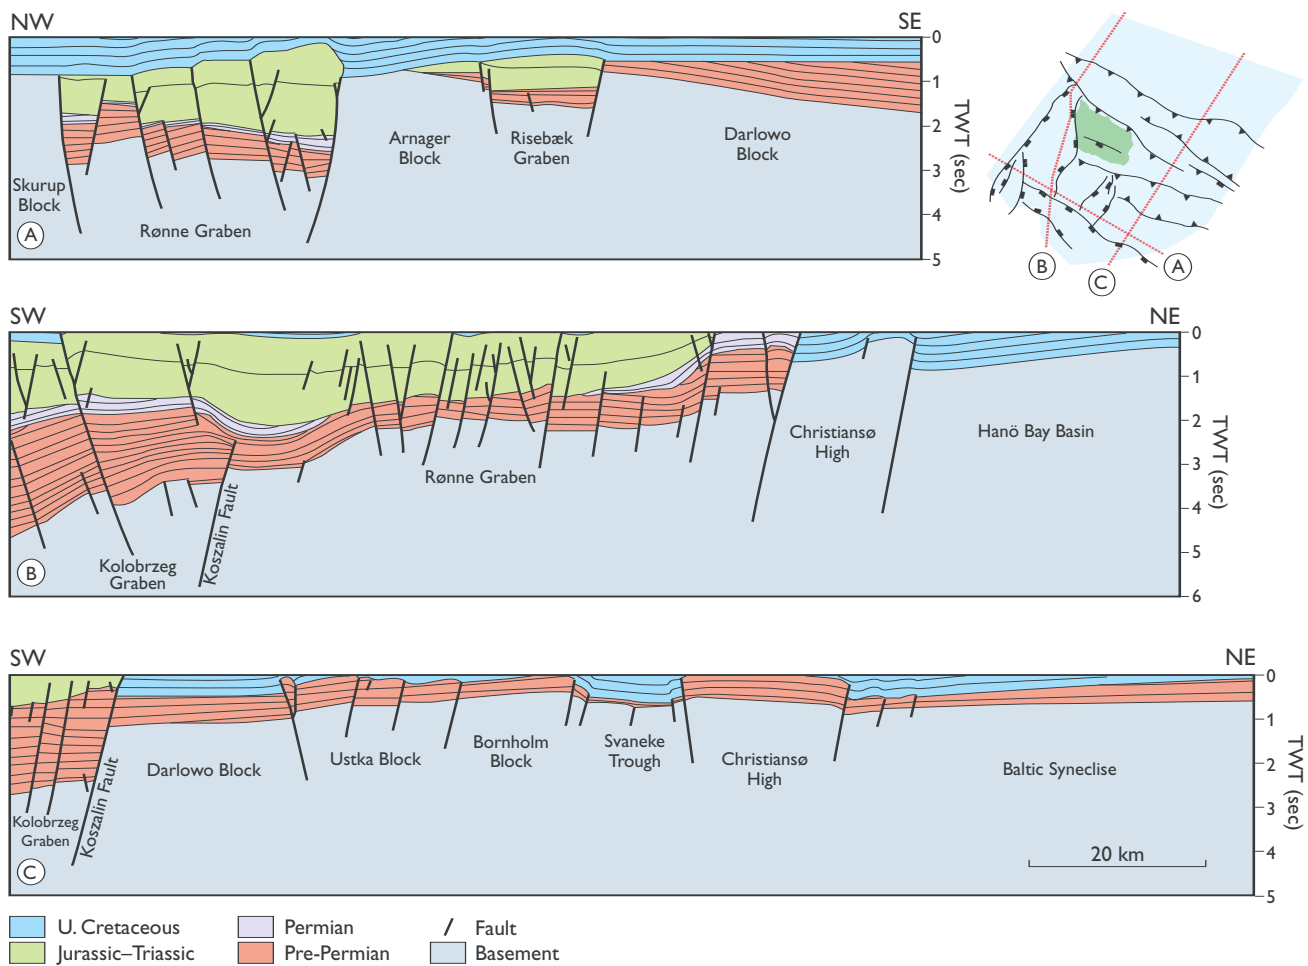 NW
SE
0
1
2
3
4
5
TWT (sec)
Skurup
Block
Rønne Graben
Arnager
Block
Risebæk
Graben
Darlowo
Block
A
B
C
A
SW
NE
0
1
2
3
4
5
6
TWT (sec)
Kolobrzeg
Graben
Koszalin Fault
Rønne Graben
Christiansø
High
Hanö Bay Basin
B
SW
NE
0
1
2
3
4
5
TWT (sec)
Kolobrzeg
Graben
Koszalin Fault
Darlowo Block
Ustka Block
Bornholm
Block
Svaneke
Trough
Christiansø
High
Baltic Syneclise
20 km
C
U. Cretaceous
Permian
Fault
Jurassic–Triassic
Pre-Permian
Basement